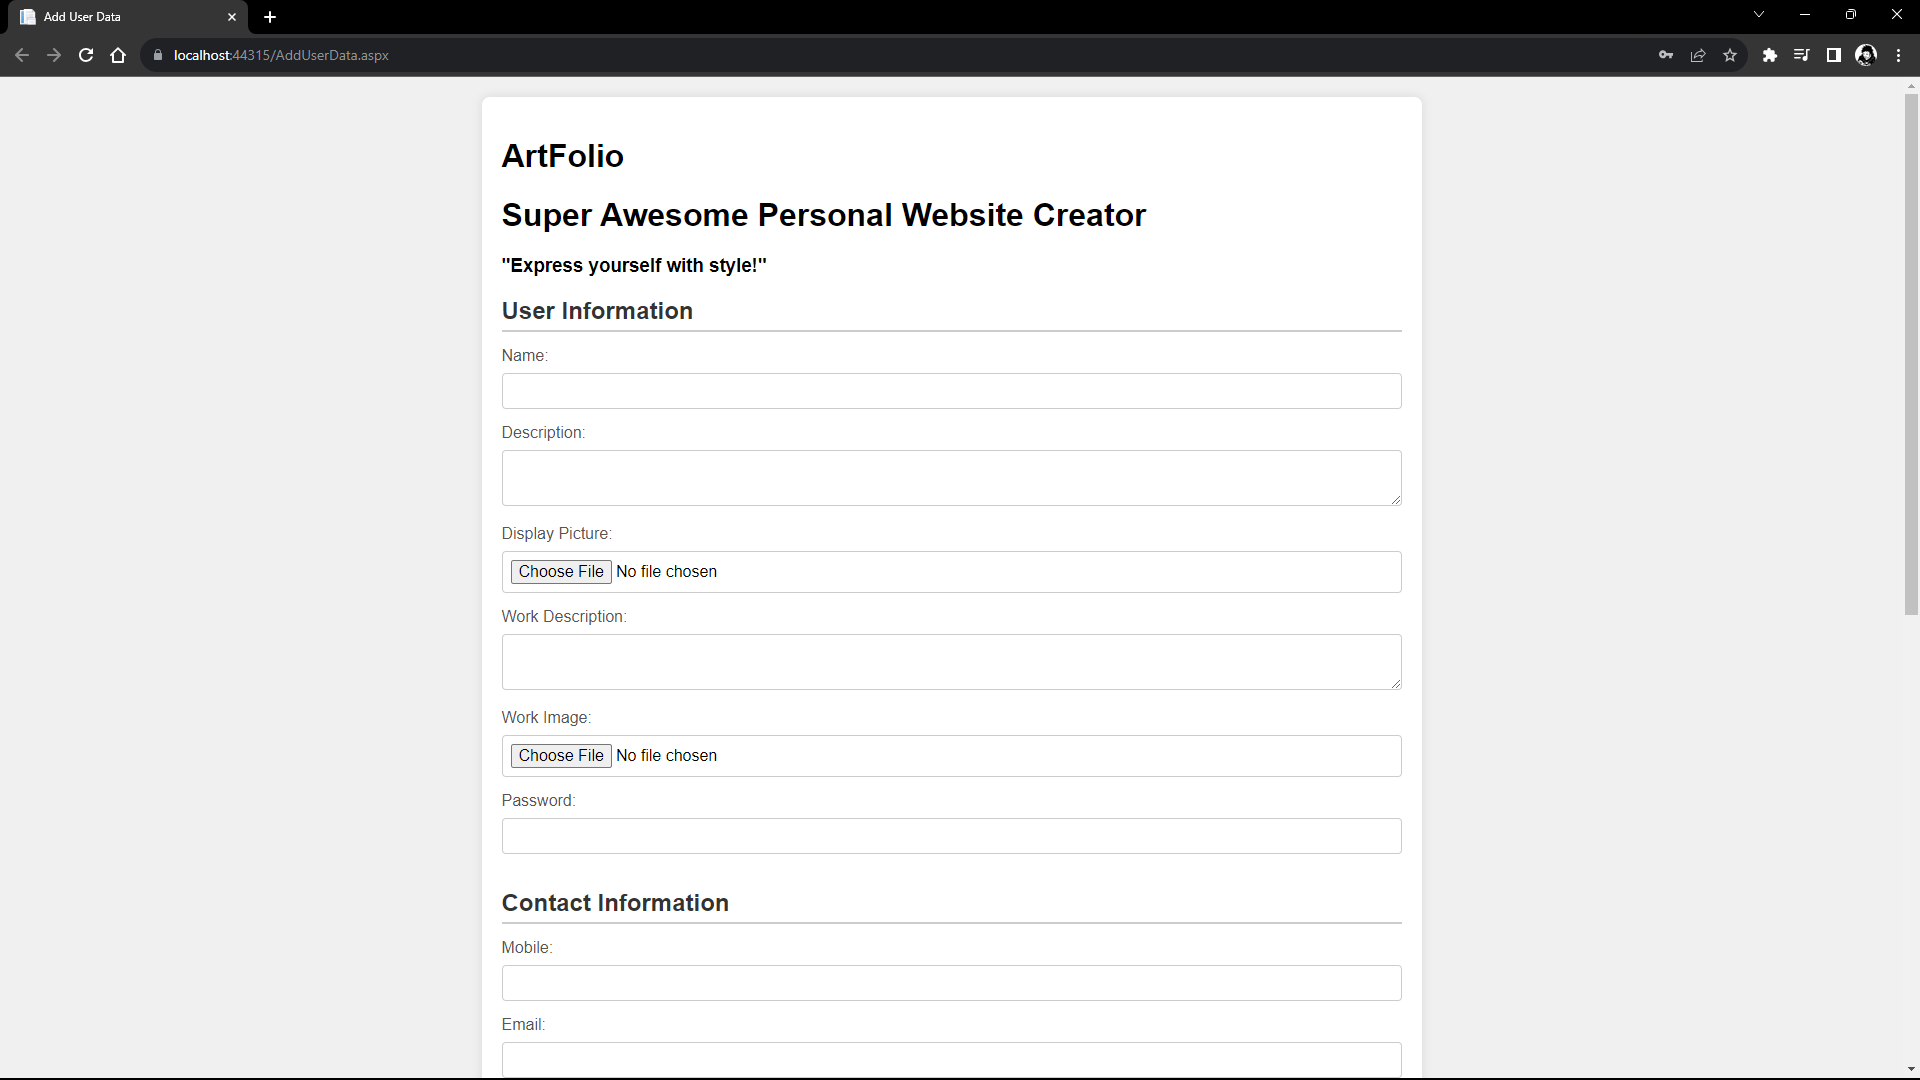 Add User Data
localhost:44315/AddUserData.aspx
ArtFolio
Super Awesome Personal Website Creator
"Express yourself with style!"
User Information
Name:
Description:
Display Picture:
Choose File No file chosen
Work Description:
Work Image:
Choose File No file chosen
Password:
Contact Information
Mobile:
Email: